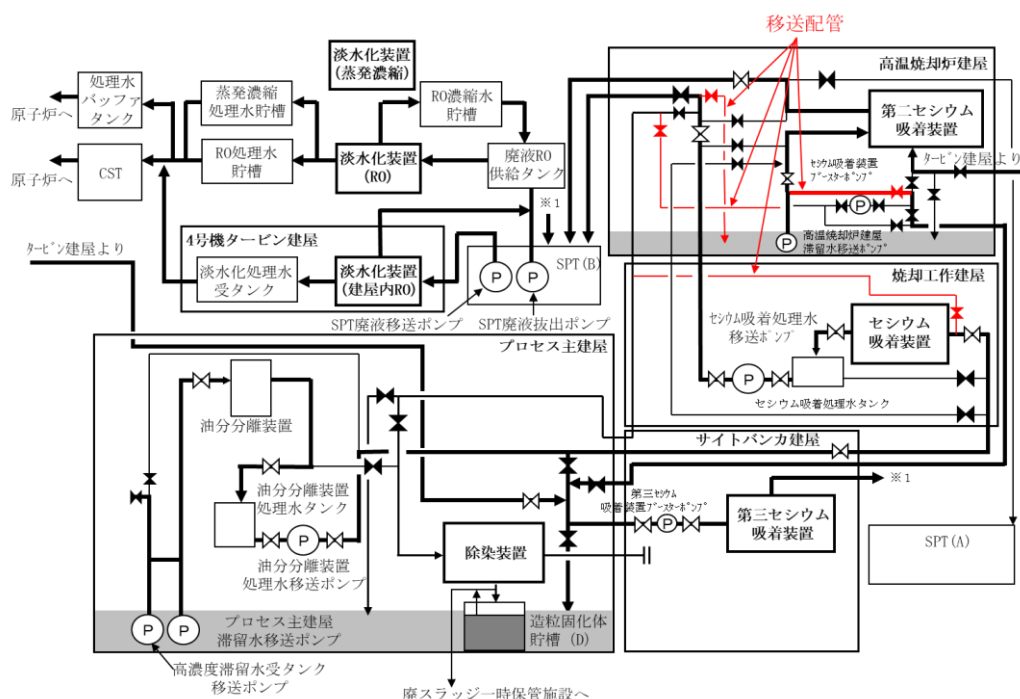 移送配管
淡水化装置
(蒸発濃縮)
高温焼却炉建屋
処理水
バッファ
タンク
原子炉へ
蒸発濃縮
処理水貯槽
RO濃縮水
貯槽
第二セシウム
吸着装置
CST
原子炉へ
RO処理水
貯槽
淡水化装置
(RO)
廃液RO
供給タンク
セシウム吸着装置
ブースターポンプ
タービン建屋より
P
※1
4号機タービン建屋
タービン建屋より
淡水化処理水
受タンク
淡水化装置
(建屋内RO)
P
P
SPT(B)
P
高温焼却炉建屋
滞留水移送ポンプ
焼却工作建屋
SPT廃液移送ポンプ
SPT廃液抜出ポンプ
セシウム吸着処理水
移送ポンプ
セシウム
吸着装置
プロセス主建屋
P
セシウム吸着処理水タンク
油分分離装置
サイトバンカ建屋
油分分離装置
処理水タンク
P
油分分離装置
処理水移送ポンプ
第三セシウム
吸着装置ブースターポンプ
P
※1
第三セシウム
吸着装置
除染装置
SPT(A)
P
P
プロセス主建屋
滞留水移送ポンプ
造粒固化体
貯槽(D)
高濃度滞留水受タンク
移送ポンプ
廃スラッジ一時保管施設へ